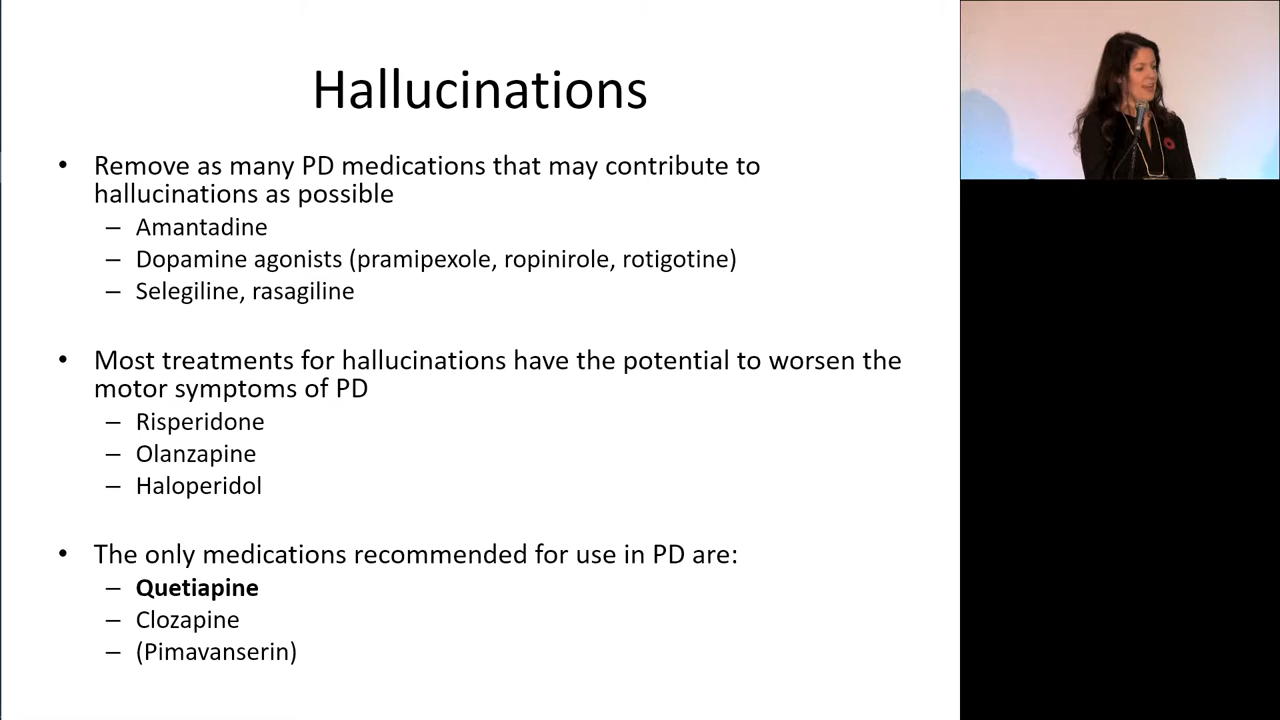 Hallucinations
• Remove as many PD medications that may contribute to
hallucinations as possible
– Amantadine
– Dopamine agonists (pramipexole, ropinirole, rotigotine)
– Selegiline, rasagiline
• Most treatments for hallucinations have the potential to worsen the
motor symptoms of PD
– Risperidone
– Olanzapine
– Haloperidol
• The only medications recommended for use in PD are:
– Quetiapine
– Clozapine
– (Pimavanserin)